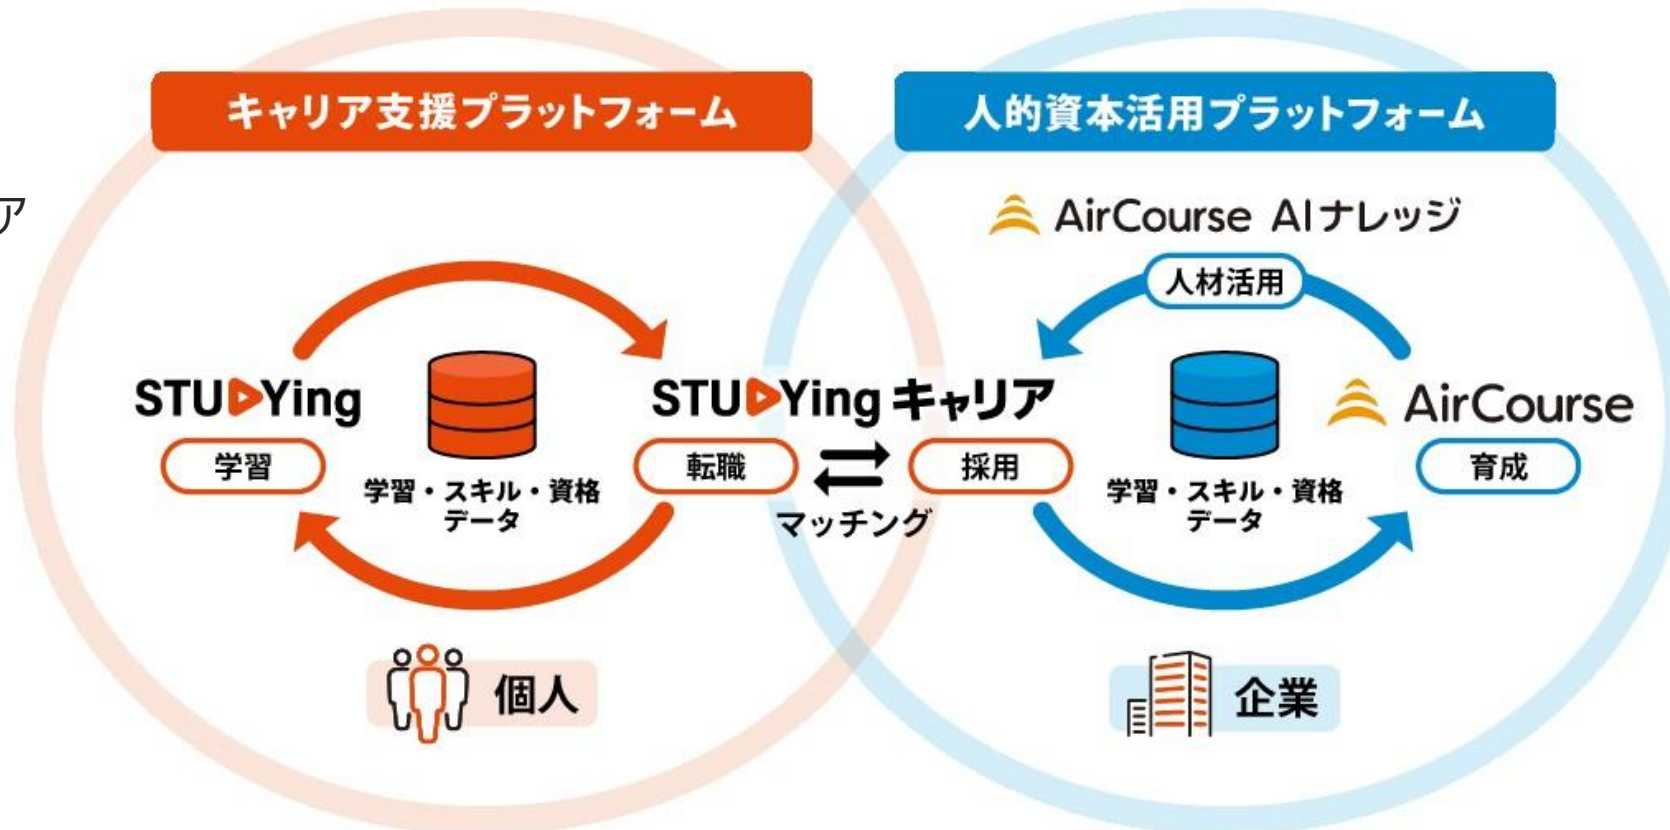 キャリア支援プラットフォーム
人的資本活用プラットフォーム
ア
AirCourse AIナレッジ
人材活用
STUDYing
STUDYing キャリア
AirCourse
学習
転職
採用
育成
学習・スキル・資格
データ
マッチング
学習・スキル・資格
データ
個人
企業